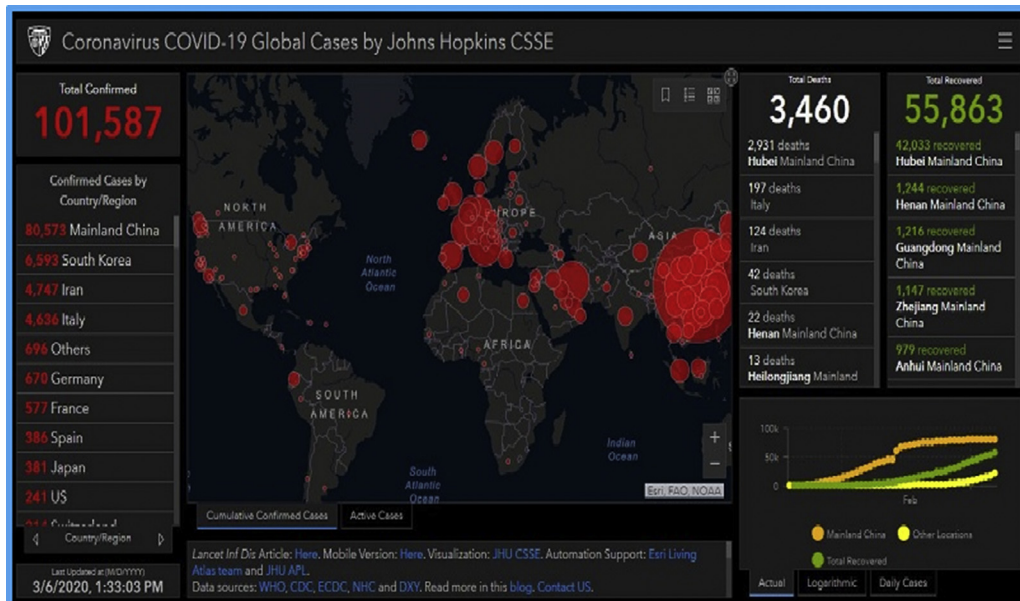 Coronavirus COVID-19 Global Cases by Johns Hopkins CSSE
Total Confirmed
101,587
Confirmed Cases by
Country/Region
80,573 Mainland China
6,593 South Korea
4,747 Iran
4,636 Italy
696 Others
670 Germany
577 France
386 Spain
381 Japan
241 US
Country/Region
Last Updated at (M/D/YYYY)
3/6/2020, 1:33:03 PM
NORTH
AMERICA
North
Atlantic
Ocean
EUROPE
ASIA
AFRICA
SOUTH
AMERICA
South
Atlantic
Ocean
Indian
Ocean
+
−
Esri, FAO, NOAA
Cumulative Confirmed Cases
Active Cases
Lancet Inf Dis Article: Here. Mobile Version: Here. Visualization: JHU CSSE. Automation Support: Esri Living
Atlas team and JHU APL.
Data sources: WHO, CDC, ECDC, NHC and DXY. Read more in this blog. Contact US.
Total Deaths
3,460
2,931 deaths
Hubei Mainland China
197 deaths
Italy
124 deaths
Iran
42 deaths
South Korea
22 deaths
Henan Mainland China
13 deaths
Heilongjiang Mainland
Total Recovered
55,863
42,033 recovered
Hubei Mainland China
1,244 recovered
Henan Mainland China
1,216 recovered
Guangdong Mainland
China
1,147 recovered
Zhejiang Mainland
China
979 recovered
Anhui Mainland China
100k
50k
0
Feb
Mainland China
Other Locations
Total Recovered
Actual
Logarithmic
Daily Cases